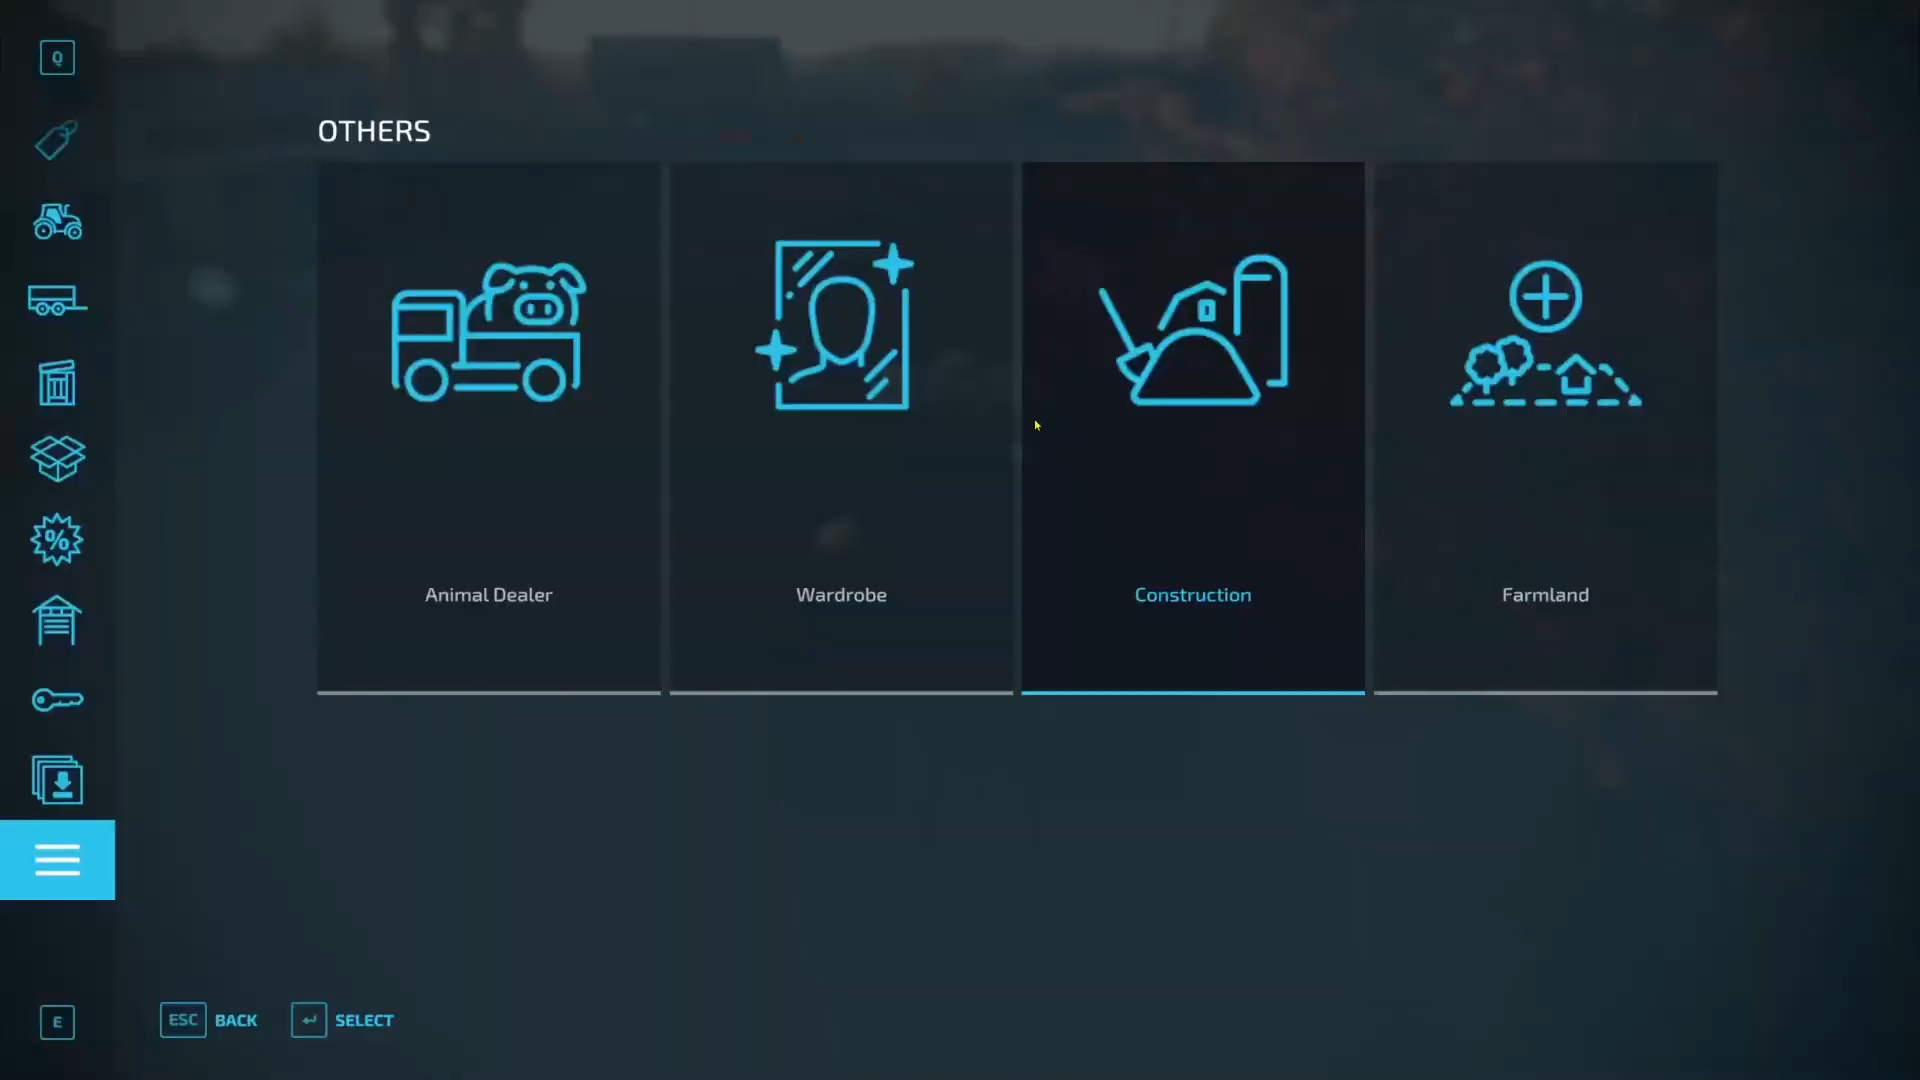 Q
OTHERS
%
Animal Dealer
Wardrobe
Construction
Farmland
E
ESC BACK
↵ SELECT